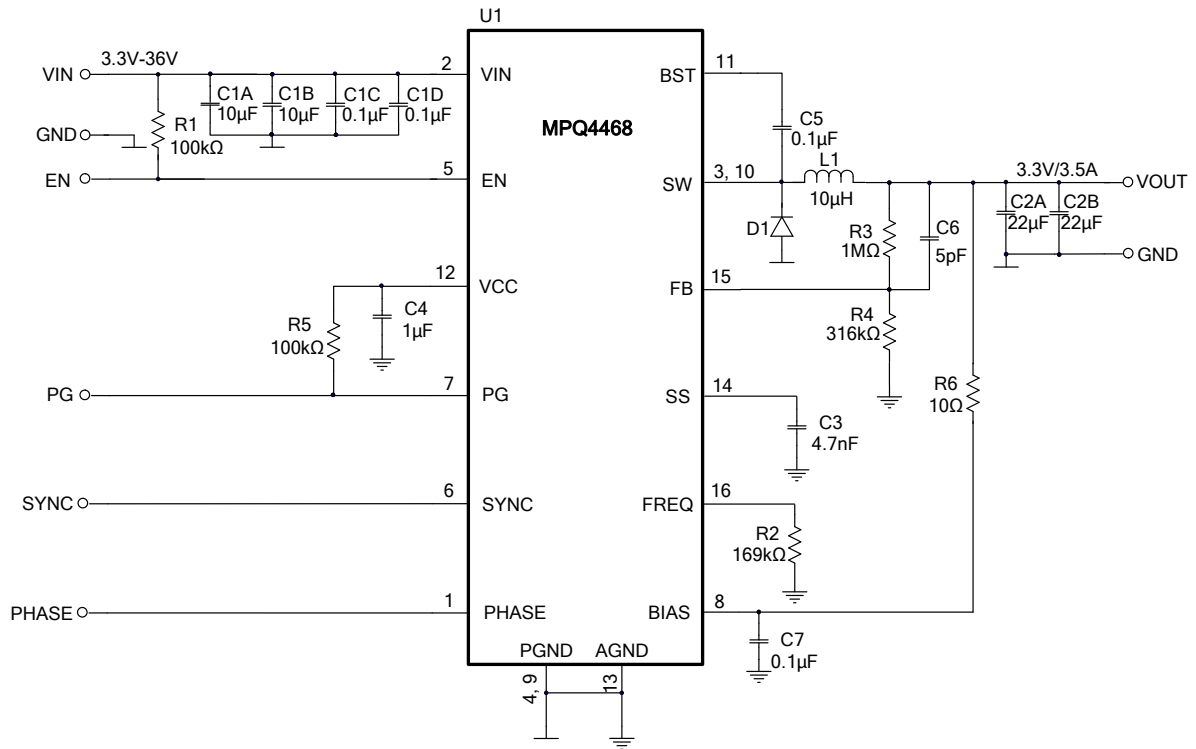 U1
VIN
3.3V-36V
2
VIN
BST
11
C1A
10μF
C1B
10μF
C1C
0.1μF
C1D
0.1μF
GND
R1
100kΩ
MPQ4468
C5
0.1μF
L1
10μH
EN
5
EN
SW
3, 10
3.3V/3.5A
VOUT
D1
R3
1MΩ
C6
5pF
C2A
22μF
C2B
22μF
GND
12
VCC
FB
15
C4
1μF
R5
100kΩ
R4
316kΩ
PG
7
PG
SS
14
R6
10Ω
C3
4.7nF
SYNC
6
SYNC
FREQ
16
R2
169kΩ
PHASE
1
PHASE
BIAS
8
C7
0.1μF
PGND
AGND
4, 9
13